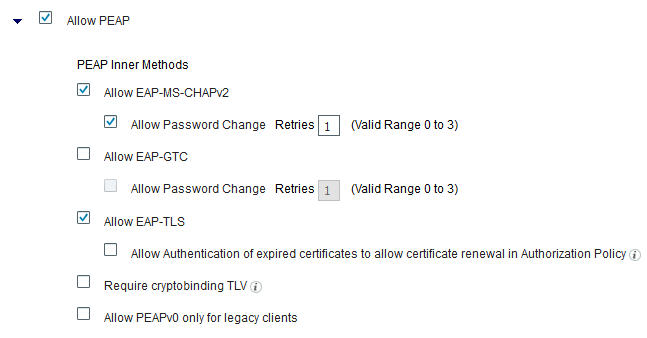 Allow PEAP
PEAP Inner Methods
Allow EAP-MS-CHAPv2
Allow Password Change Retries 1 (Valid Range 0 to 3)
Allow EAP-GTC
Allow Password Change Retries 1 (Valid Range 0 to 3)
Allow EAP-TLS
Allow Authentication of expired certificates to allow certificate renewal in Authorization Policy i
Require cryptobinding TLV i
Allow PEAPv0 only for legacy clients